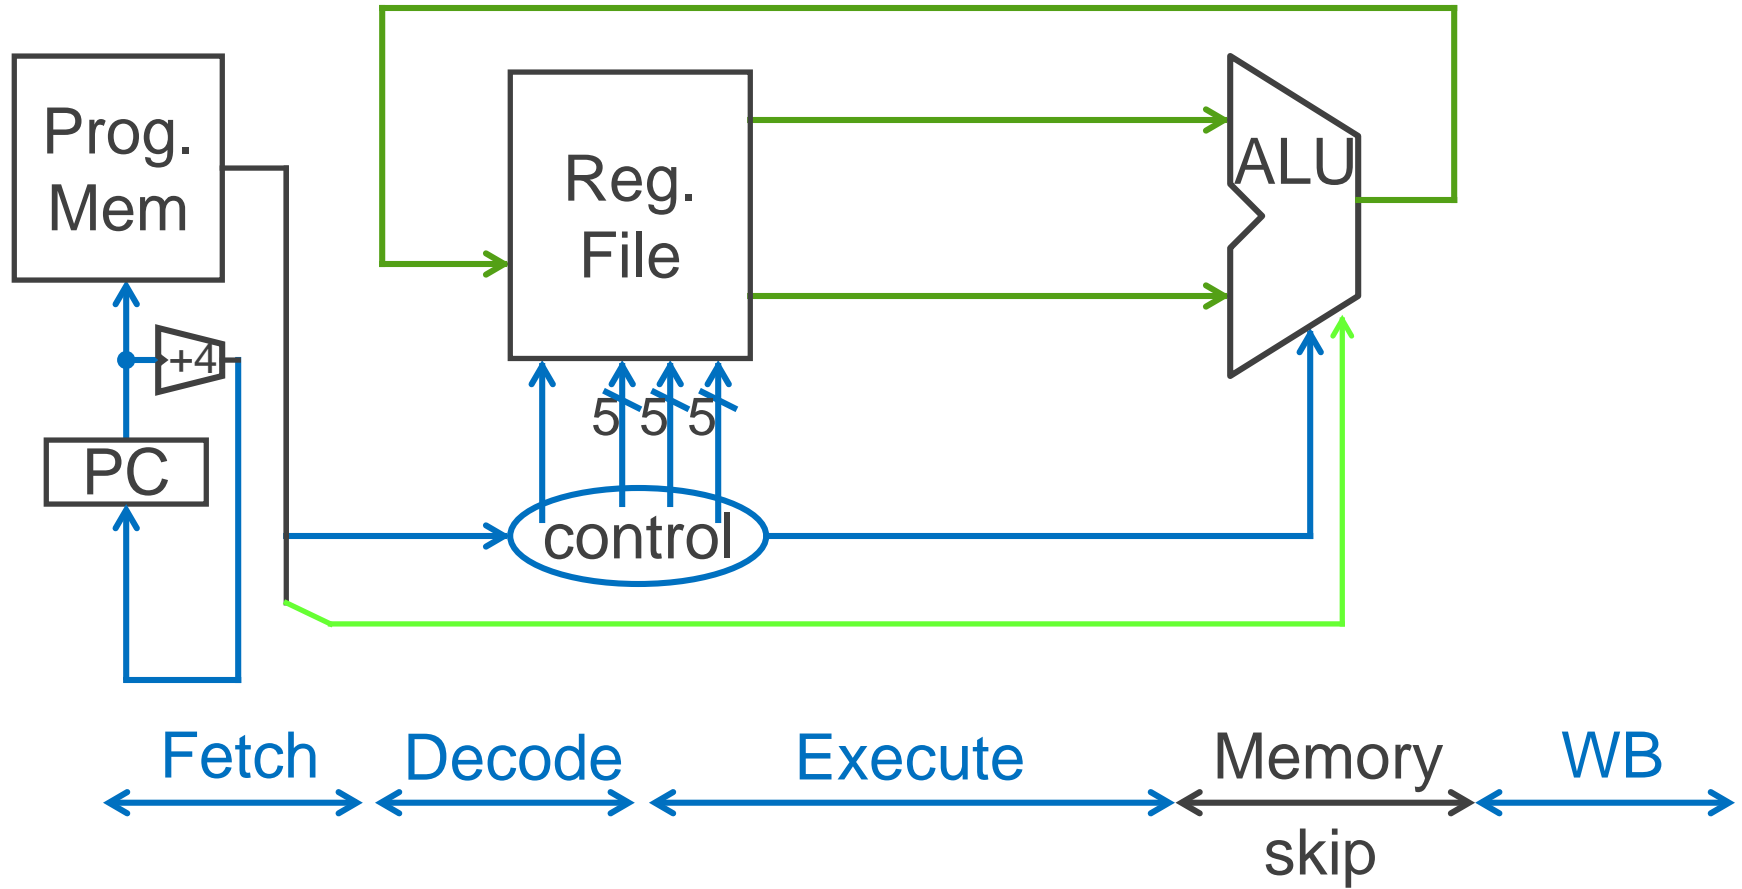 Prog.
Mem
+4
PC
Reg.
File
5 5 5
control
ALU
Fetch
Decode
Execute
Memory
skip
WB